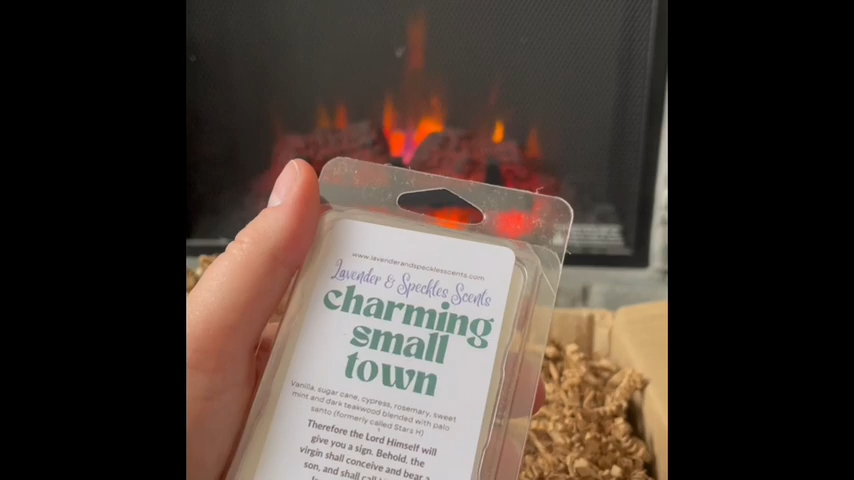 www.lavenderandspecklesscents.com
Lavender & Speckles Scents
charming
small
town
Vanilla, sugar cane, cypress, rosemary, sweet
mint and dark teakwood blended with palo
santo (formerly called Stars H)
Therefore the Lord Himself will
give you a sign. Behold, the
virgin shall conceive and bear a
son, and shall call